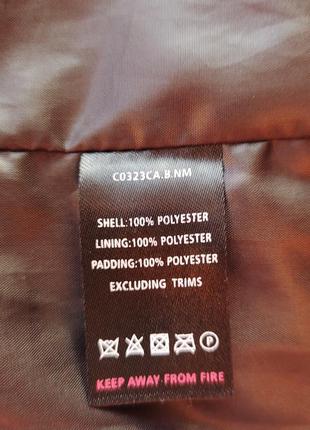 C0323CA.B.NM
SHELL:100% POLYESTER
LINING:100% POLYESTER
PADDING:100% POLYESTER
EXCLUDING TRIMS
P
KEEP AWAY FROM FIRE